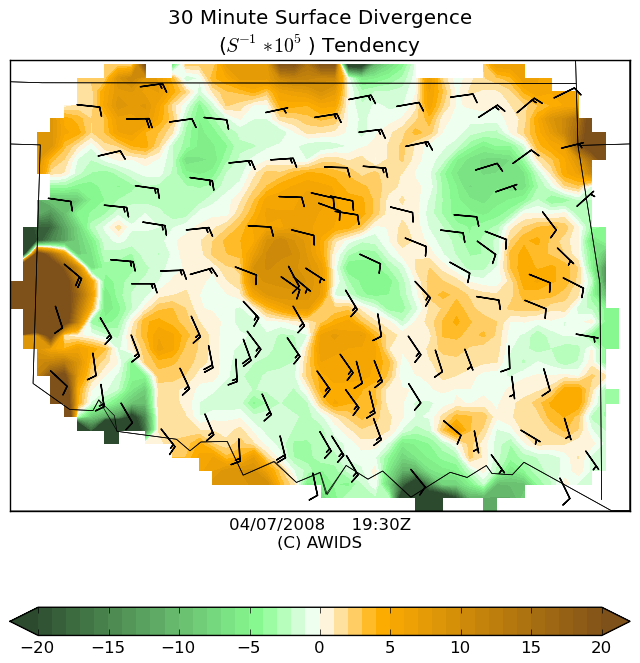 30 Minute Surface Divergence
(S⁻¹ ∗ 10⁵ ) Tendency
04/07/2008 19:30Z
(C) AWIDS
−20 −15 −10 −5 0 5 10 15 20